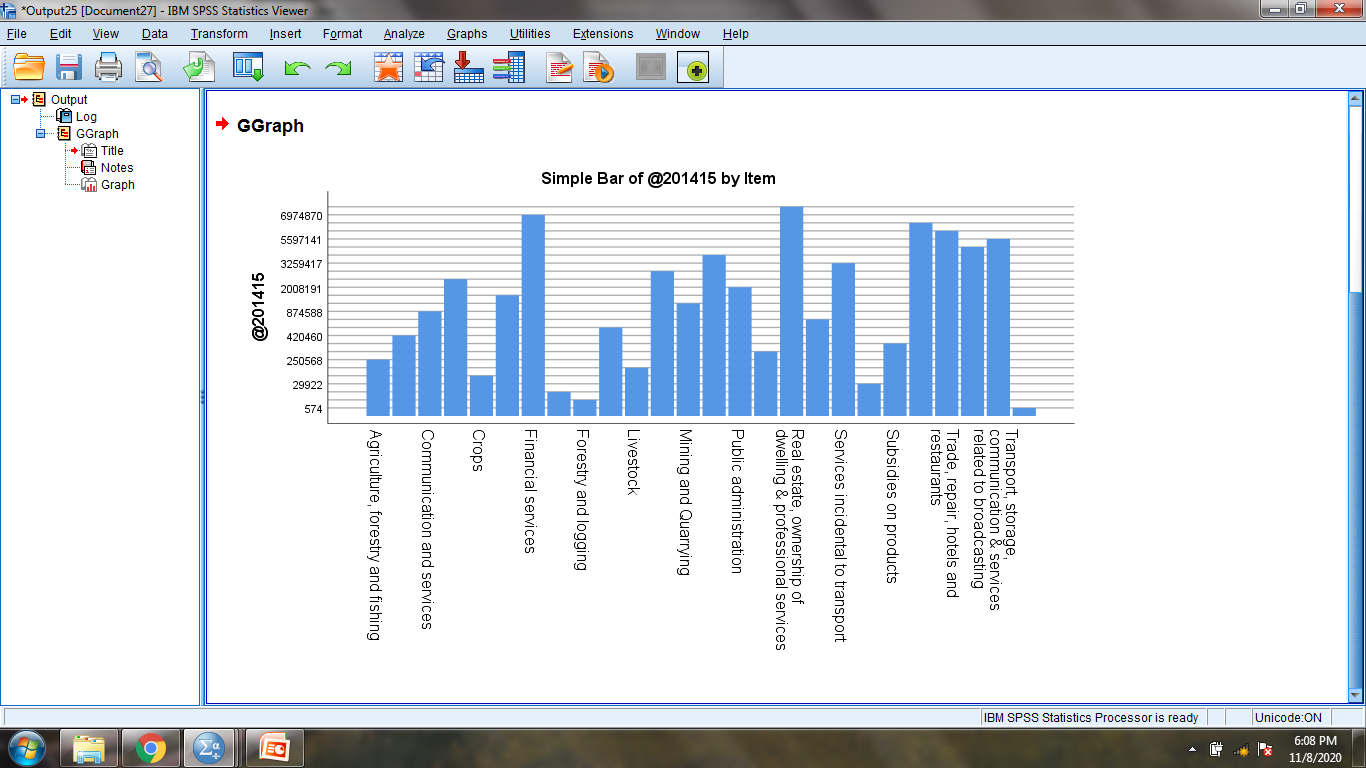 *Output25 [Document27] - IBM SPSS Statistics Viewer
File Edit View Data Transform Insert Format Analyze Graphs Utilities Extensions Window Help
Output
Log
GGraph
Title
Notes
Graph
GGraph
Simple Bar of @201415 by Item
@201415
6974870
5597141
3259417
2008191
874588
420460
250568
29922
574
Agriculture, forestry and fishing
Communication and services
Crops
Financial services
Forestry and logging
Livestock
Mining and Quarrying
Public administration
Real estate, ownership of
dwelling & professional services
Services incidental to transport
Subsidies on products
Trade, repair, hotels and
restaurants
Transport, storage,
communication & services
related to broadcasting
IBM SPSS Statistics Processor is ready
Unicode:ON
6:08 PM
11/8/2020